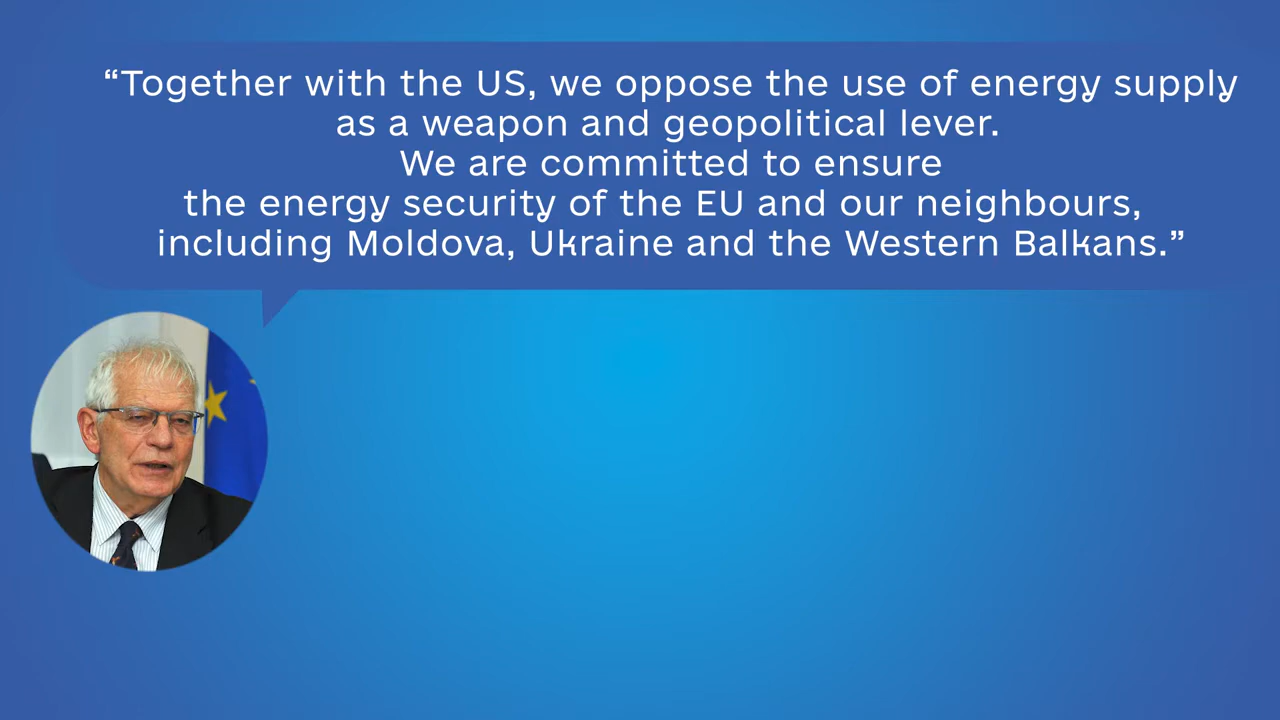 “Together with the US, we oppose the use of energy supply
as a weapon and geopolitical lever.
We are committed to ensure
the energy security of the EU and our neighbours,
including Moldova, Ukraine and the Western Balkans.”